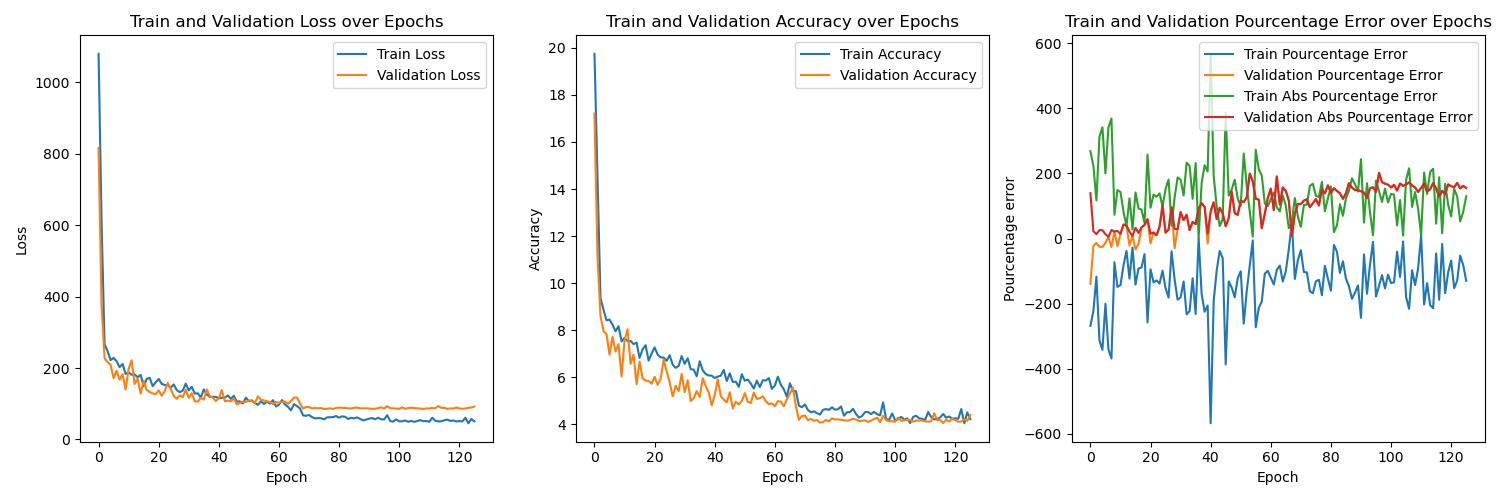 Train and Validation Loss over Epochs
Train Loss
Validation Loss
1000
800
600
400
200
0
Loss
0 20 40 60 80 100 120
Epoch
Train and Validation Accuracy over Epochs
Train Accuracy
Validation Accuracy
20
18
16
14
12
10
8
6
4
Accuracy
0 20 40 60 80 100 120
Epoch
Train and Validation Pourcentage Error over Epochs
Train Pourcentage Error
Validation Pourcentage Error
Train Abs Pourcentage Error
Validation Abs Pourcentage Error
600
400
200
0
−200
−400
−600
Pourcentage error
0 20 40 60 80 100 120
Epoch